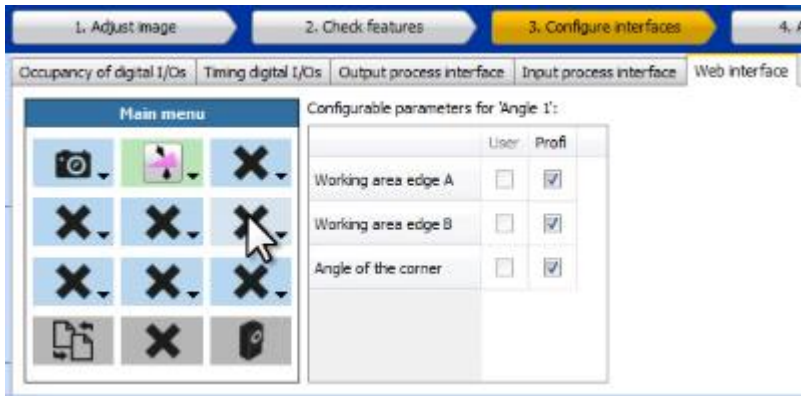 1. Adjust image 2. Check features 3. Configure interfaces 4.
Occupancy of digital I/Os Timing digital I/Os Output process interface Input process interface Web interface
Main menu Configurable parameters for 'Angle 1':
User Profi
Working area edge A
Working area edge B
Angle of the corner